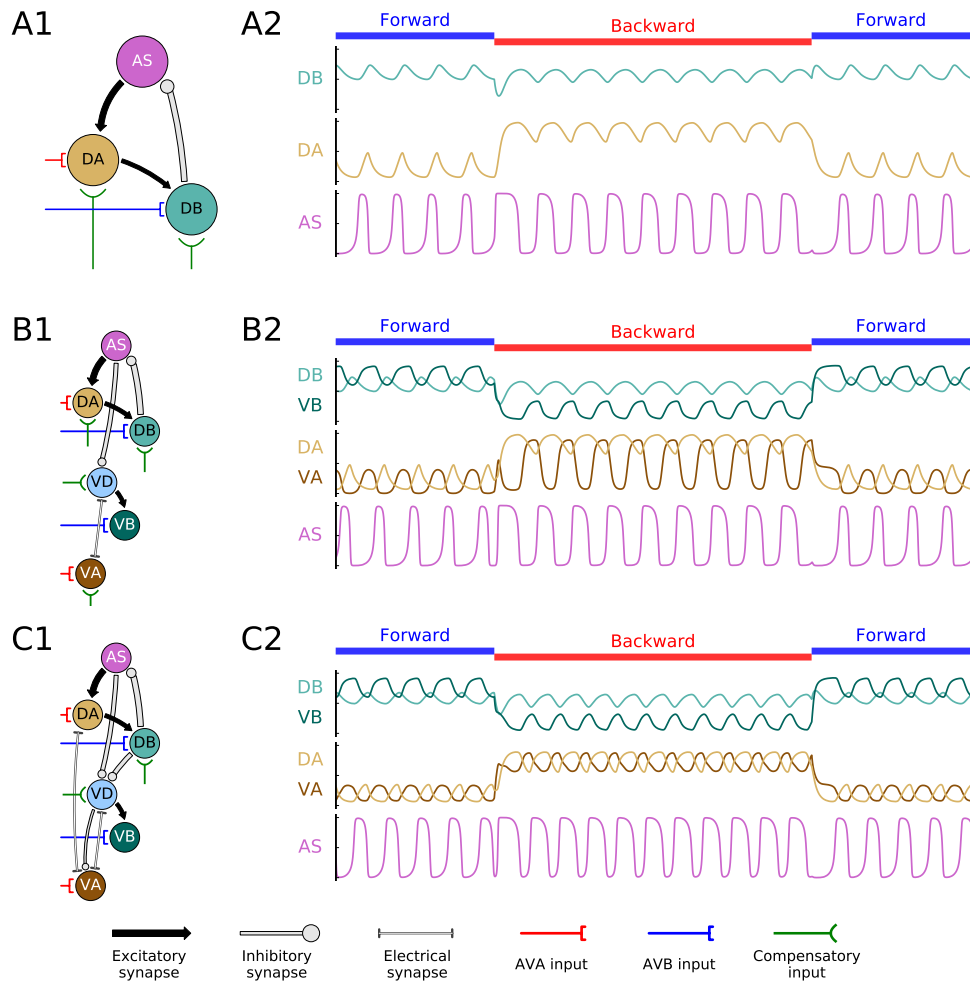 A1
AS
DA
DB
A2
Forward
Backward
Forward
DB
DA
AS
B1
AS
DA
DB
VD
VB
VA
B2
Forward
Backward
Forward
DB
VB
DA
VA
AS
C1
AS
DA
DB
VD
VB
VA
C2
Forward
Backward
Forward
DB
VB
DA
VA
AS
Excitatory
synapse
Inhibitory
synapse
Electrical
synapse
AVA input
AVB input
Compensatory
input